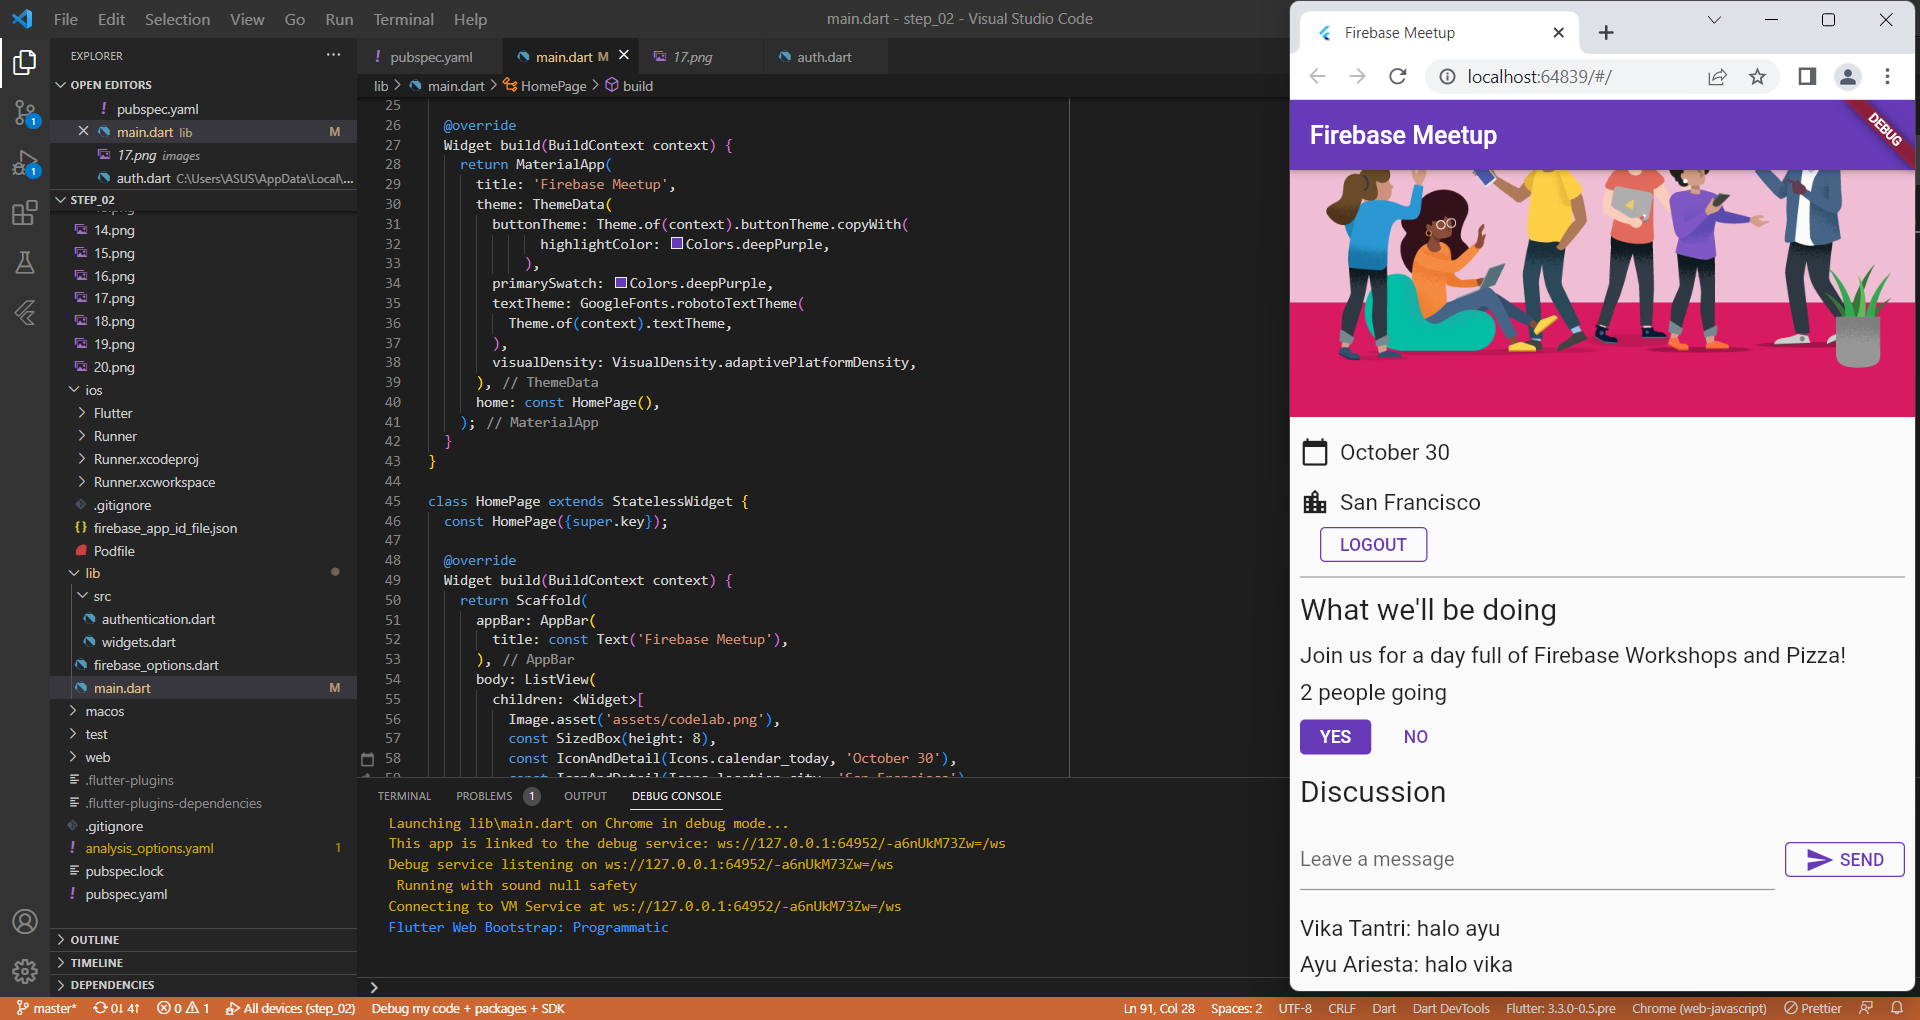 File Edit Selection View Go Run Terminal Help
main.dart - step_02 - Visual Studio Code
EXPLORER
OPEN EDITORS
pubspec.yaml
main.dart lib M
17.png images
auth.dart C:\Users\ASUS\AppData\Local\...
STEP_02
14.png
15.png
16.png
17.png
18.png
19.png
20.png
ios
Flutter
Runner
Runner.xcodeproj
Runner.xcworkspace
.gitignore
firebase_app_id_file.json
Podfile
lib
src
authentication.dart
widgets.dart
firebase_options.dart
main.dart M
macos
test
web
.flutter-plugins
.flutter-plugins-dependencies
.gitignore
analysis_options.yaml 1
pubspec.lock
pubspec.yaml
OUTLINE
TIMELINE
DEPENDENCIES
pubspec.yaml main.dart M 17.png auth.dart
lib > main.dart > HomePage > build
25
26 @override
27 Widget build(BuildContext context) {
28 return MaterialApp(
29 title: 'Firebase Meetup',
30 theme: ThemeData(
31 buttonTheme: Theme.of(context).buttonTheme.copyWith(
32 highlightColor: Colors.deepPurple,
33 ),
34 primarySwatch: Colors.deepPurple,
35 textTheme: GoogleFonts.robotoTextTheme(
36 Theme.of(context).textTheme,
37 ),
38 visualDensity: VisualDensity.adaptivePlatformDensity,
39 ), // ThemeData
40 home: const HomePage(),
41 ); // MaterialApp
42 }
43 }
44
45 class HomePage extends StatelessWidget {
46 const HomePage({super.key});
47
48 @override
49 Widget build(BuildContext context) {
50 return Scaffold(
51 appBar: AppBar(
52 title: const Text('Firebase Meetup'),
53 ), // AppBar
54 body: ListView(
55 children: <Widget>[
56 Image.asset('assets/codelab.png'),
57 const SizedBox(height: 8),
58 const IconAndDetail(Icons.calendar_today, 'October 30'),
59 const IconAndDetail(Icons.location_city, 'San Francisco'),
TERMINAL PROBLEMS 1 OUTPUT DEBUG CONSOLE
Launching lib\main.dart on Chrome in debug mode...
This app is linked to the debug service: ws://127.0.0.1:64952/-a6nUkM73Zw=/ws
Debug service listening on ws://127.0.0.1:64952/-a6nUkM73Zw=/ws
Running with sound null safety
Connecting to VM Service at ws://127.0.0.1:64952/-a6nUkM73Zw=/ws
Flutter Web Bootstrap: Programmatic
master* 0↓ 4↑ 0 1 All devices (step_02) Debug my code + packages + SDK
Ln 91, Col 28 Spaces: 2 UTF-8 CRLF Dart Dart DevTools Flutter: 3.3.0-0.5.pre Chrome (web-javascript) Prettier
Firebase Meetup
localhost:64839/#/
Firebase Meetup
DEBUG
October 30
San Francisco
LOGOUT
What we'll be doing
Join us for a day full of Firebase Workshops and Pizza!
2 people going
YES NO
Discussion
Leave a message
SEND
Vika Tantri: halo ayu
Ayu Ariesta: halo vika